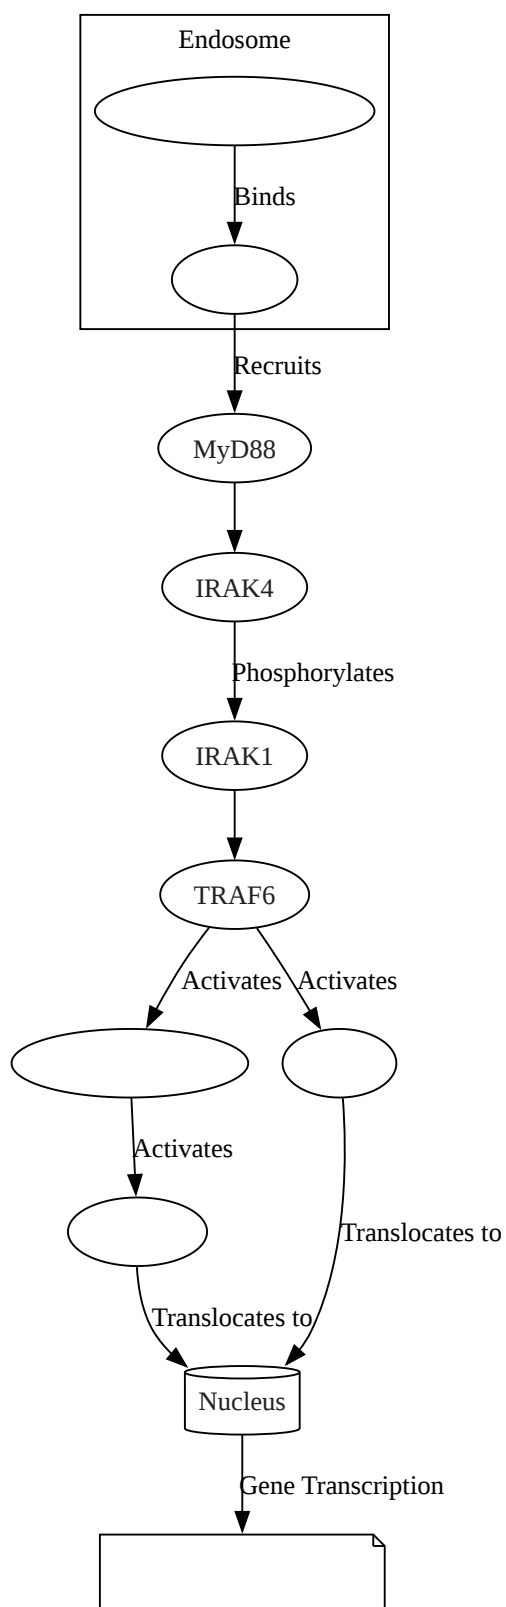 Endosome
Binds
Recruits
MyD88
IRAK4
Phosphorylates
IRAK1
TRAF6
Activates
Activates
Activates
Translocates to
Translocates to
Nucleus
Gene Transcription